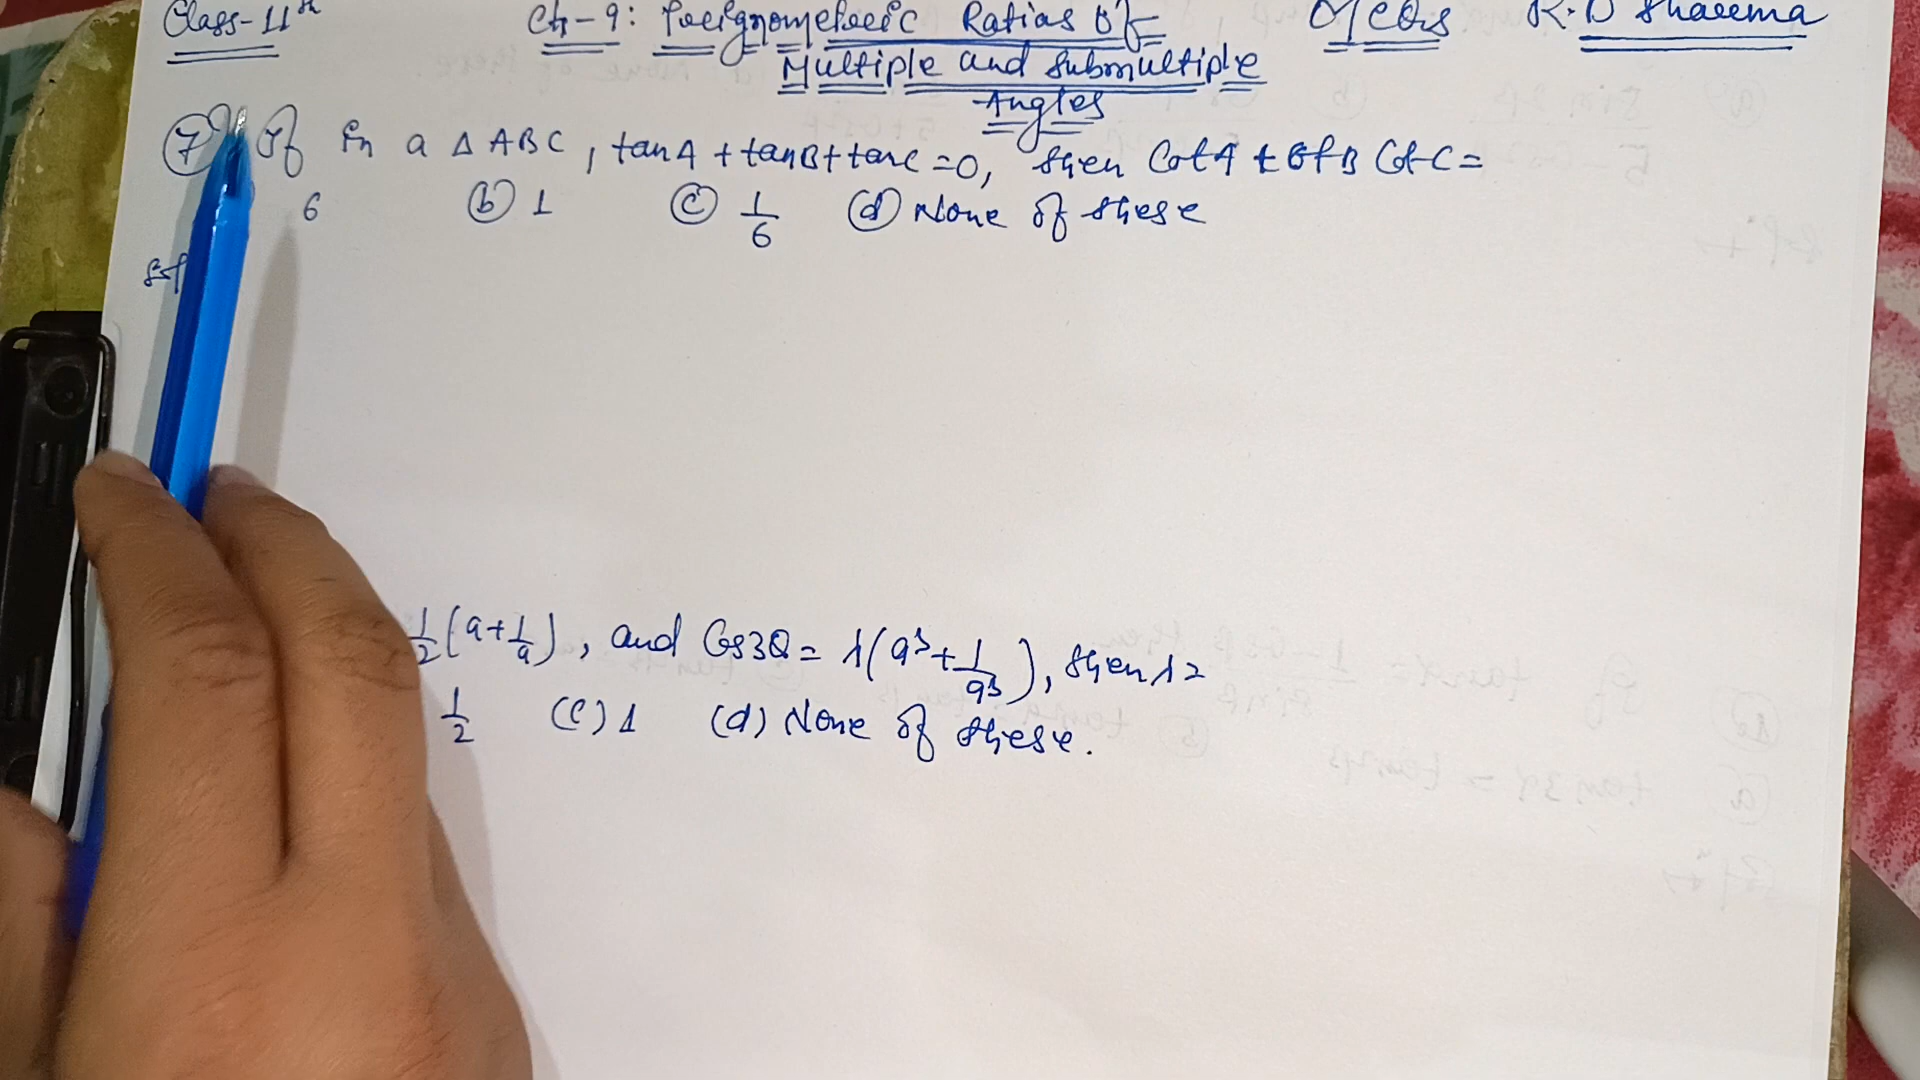 Class-11th Ch-9: Trigonometric Ratios Of MCQs R.D Sharma
Multiple and Submultiple
Angles
7 If in a Δ ABC, tanA + tanB + tanC = 0, then CotA CotB CotC =
6 (b) 1 (c) 1/6 (d) None of these
Sol
1/2(a+1/a), and Cos3θ = λ(a³+1/a³), then λ =
1/2 (c) 1 (d) None of these.